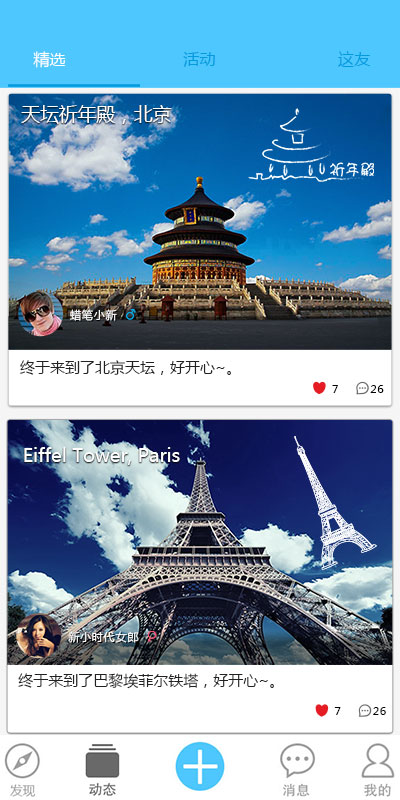 精选 活动 这友
天坛祈年殿，北京
祈年殿
蜡笔小新
终于来到了北京天坛，好开心~。
7 26
Eiffel Tower, Paris
新小时代女郎
终于来到了巴黎埃菲尔铁塔，好开心~。
7 26
发现 动态 消息 我的